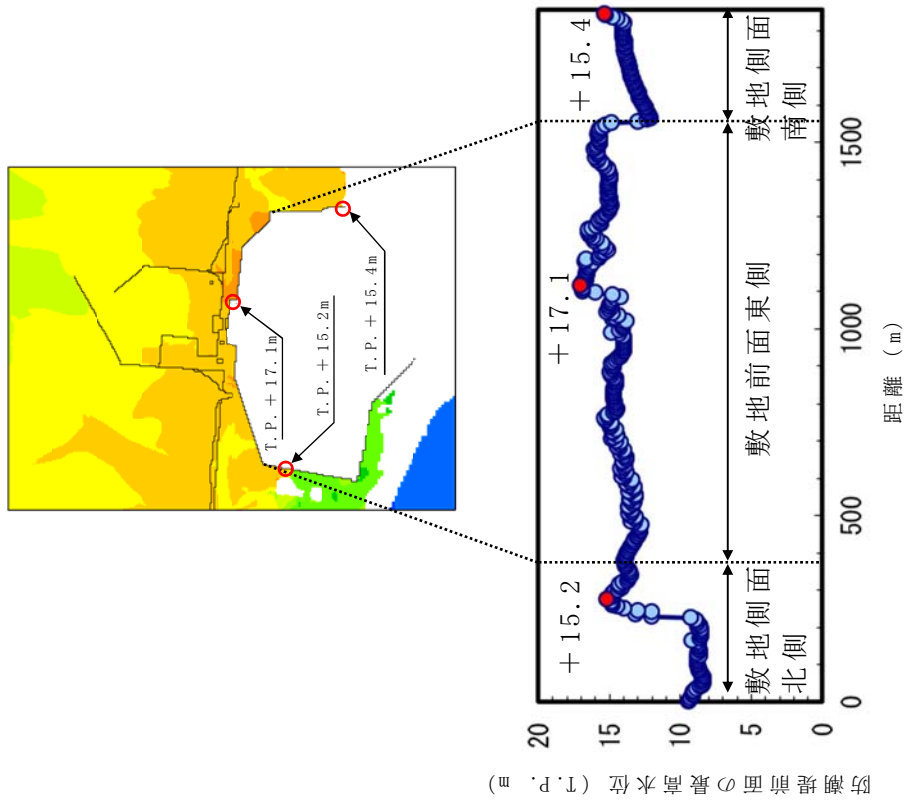 T.P.+17.1m
T.P.+15.2m
T.P.+15.4m
+15.2
+17.1
+15.4
防潮堤前面の最高水位 (T.P. m)
20
15
10
5
0
敷地側面
北側
敷地前面東側
敷地側面
南側
0
500
1000
1500
距離 (m)